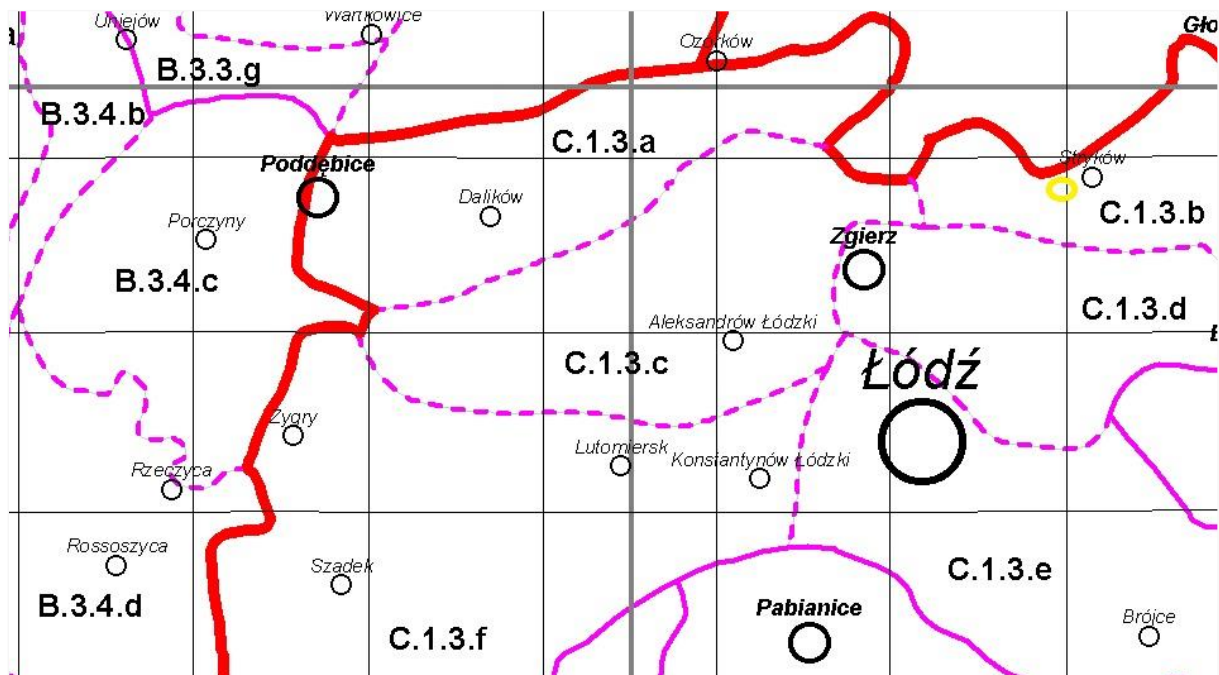 Uniejów
Wartkowice
Ozorków
Gło
a
B.3.3.g
B.3.4.b
C.1.3.a
Poddębice
Stryków
Dalików
C.1.3.b
Porczyny
Zgierz
B.3.4.c
C.1.3.d
Aleksandrów Łódzki
C.1.3.c
Łódź
Zygry
Lutomiersk
Konstantynów Łódzki
Rzeczyca
Rossoszyca
Szadek
C.1.3.e
B.3.4.d
Pabianice
Brójce
C.1.3.f